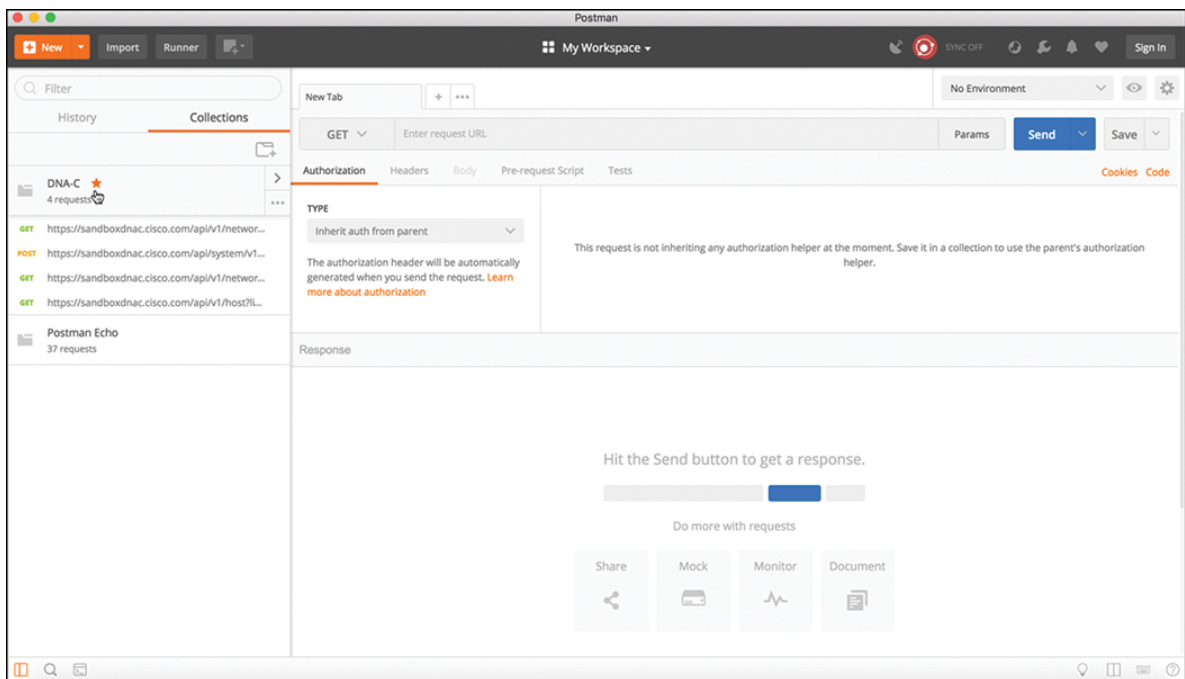 Postman
New
Import
Runner
My Workspace
SYNC OFF
Sign In
Filter
History
Collections
DNA-C
4 requests
GET https://sandboxdnac.cisco.com/api/v1/networ...
POST https://sandboxdnac.cisco.com/api/system/v1...
GET https://sandboxdnac.cisco.com/api/v1/networ...
GET https://sandboxdnac.cisco.com/api/v1/host?li...
Postman Echo
37 requests
New Tab
No Environment
GET
Enter request URL
Params
Send
Save
Authorization
Headers
Body
Pre-request Script
Tests
Cookies
Code
TYPE
Inherit auth from parent
The authorization header will be automatically
generated when you send the request. Learn
more about authorization
This request is not inheriting any authorization helper at the moment. Save it in a collection to use the parent's authorization
helper.
Response
Hit the Send button to get a response.
Do more with requests
Share
Mock
Monitor
Document